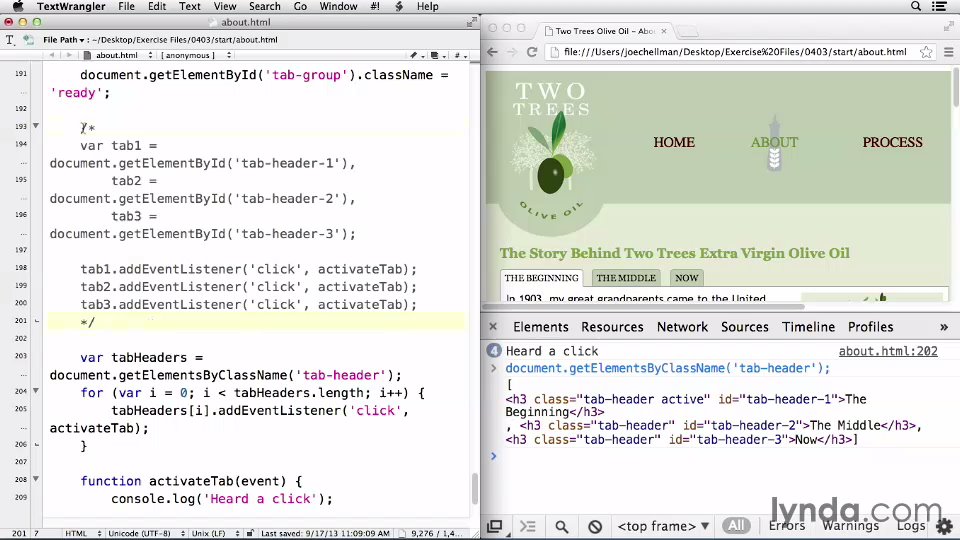 TextWrangler File Edit Text View Search Go Window #! Help
about.html
File Path : ~/Desktop/Exercise Files/0403/start/about.html
about.html [ anonymous ]
191 document.getElementById('tab-group').className =
'ready';
192
193 /*
194 var tab1 =
document.getElementById('tab-header-1'),
195 tab2 =
document.getElementById('tab-header-2'),
196 tab3 =
document.getElementById('tab-header-3');
197
198 tab1.addEventListener('click', activateTab);
199 tab2.addEventListener('click', activateTab);
200 tab3.addEventListener('click', activateTab);
201 */
202
203 var tabHeaders =
document.getElementsByClassName('tab-header');
204 for (var i = 0; i < tabHeaders.length; i++) {
205 tabHeaders[i].addEventListener('click',
activateTab);
206 }
207
208 function activateTab(event) {
209 console.log('Heard a click');
201 7 HTML Unicode (UTF-8) Unix (LF) Last saved: 9/17/13 11:09:09 AM 9,276 / 1,4...
Two Trees Olive Oil – Abo
file:///Users/joechellman/Desktop/Exercise%20Files/0403/start/about.html
TWO
TREES
OLIVE OIL
HOME ABOUT PROCESS
The Story Behind Two Trees Extra Virgin Olive Oil
THE BEGINNING THE MIDDLE NOW
In 1903, my great grandparents came to the United
Elements Resources Network Sources Timeline Profiles »
4 Heard a click about.html:202
> document.getElementsByClassName('tab-header');
[
<h3 class="tab-header active" id="tab-header-1">The
Beginning</h3>
, <h3 class="tab-header" id="tab-header-2">The Middle</h3>,
<h3 class="tab-header" id="tab-header-3">Now</h3>]
>
<top frame> All Errors Warnings Logs
lynda.com